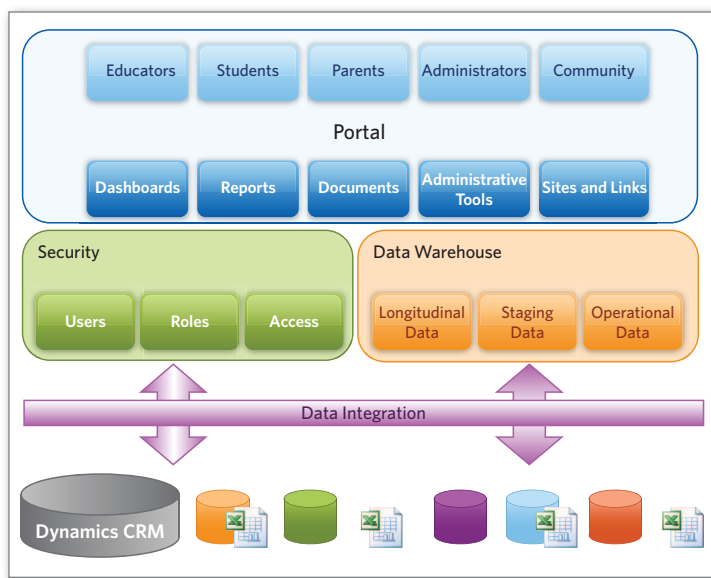 Educators
Students
Parents
Administrators
Community
Portal
Dashboards
Reports
Documents
Administrative
Tools
Sites and Links
Security
Users
Roles
Access
Data Warehouse
Longitudinal
Data
Staging
Data
Operational
Data
Data Integration
Dynamics CRM